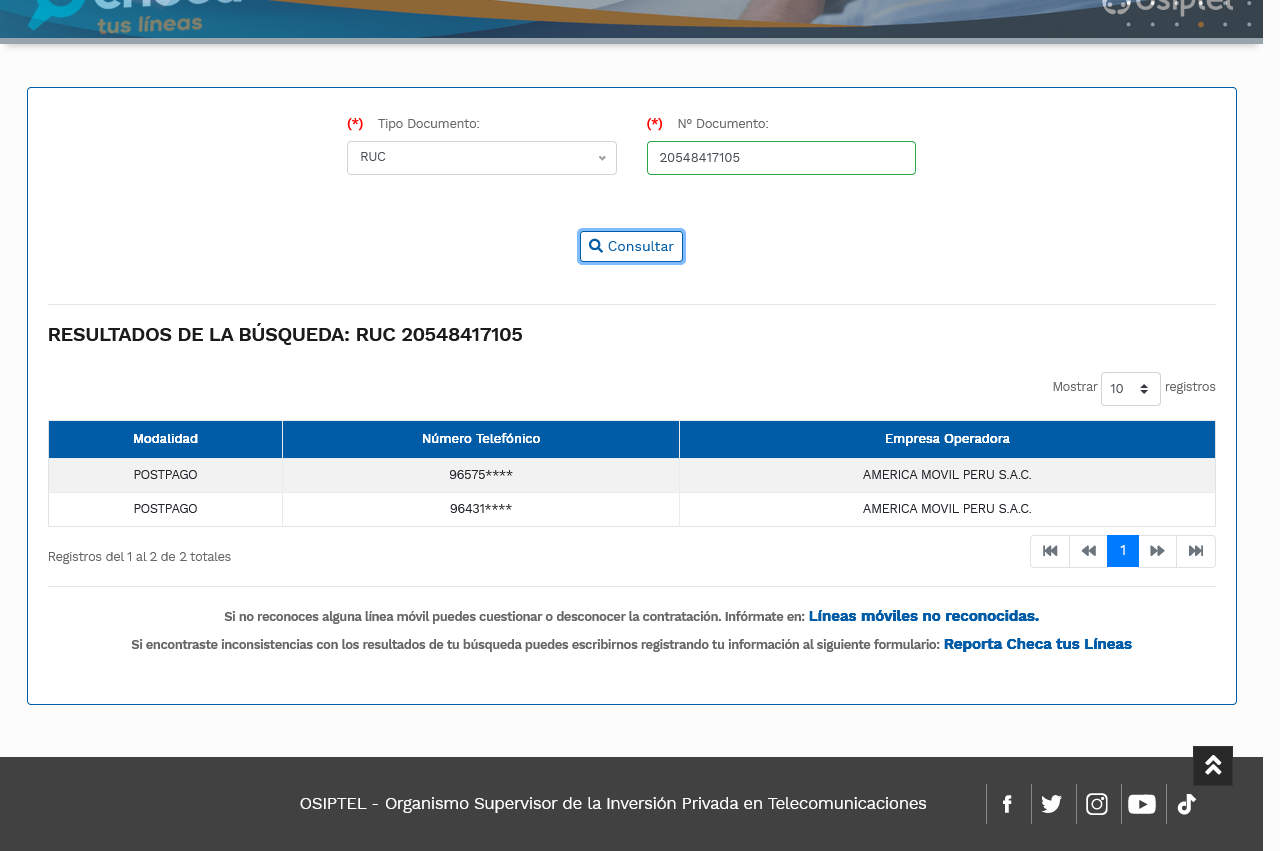 checa
tus líneas
Osiptel
(*) Tipo Documento:
(*) Nº Documento:
RUC
20548417105
Consultar
RESULTADOS DE LA BÚSQUEDA: RUC 20548417105
Mostrar 10 registros
Modalidad Número Telefónico Empresa Operadora
POSTPAGO 96575**** AMERICA MOVIL PERU S.A.C.
POSTPAGO 96431**** AMERICA MOVIL PERU S.A.C.
Registros del 1 al 2 de 2 totales
1
Si no reconoces alguna línea móvil puedes cuestionar o desconocer la contratación. Infórmate en: Líneas móviles no reconocidas.
Si encontraste inconsistencias con los resultados de tu búsqueda puedes escribirnos registrando tu información al siguiente formulario: Reporta Checa tus Líneas
OSIPTEL - Organismo Supervisor de la Inversión Privada en Telecomunicaciones